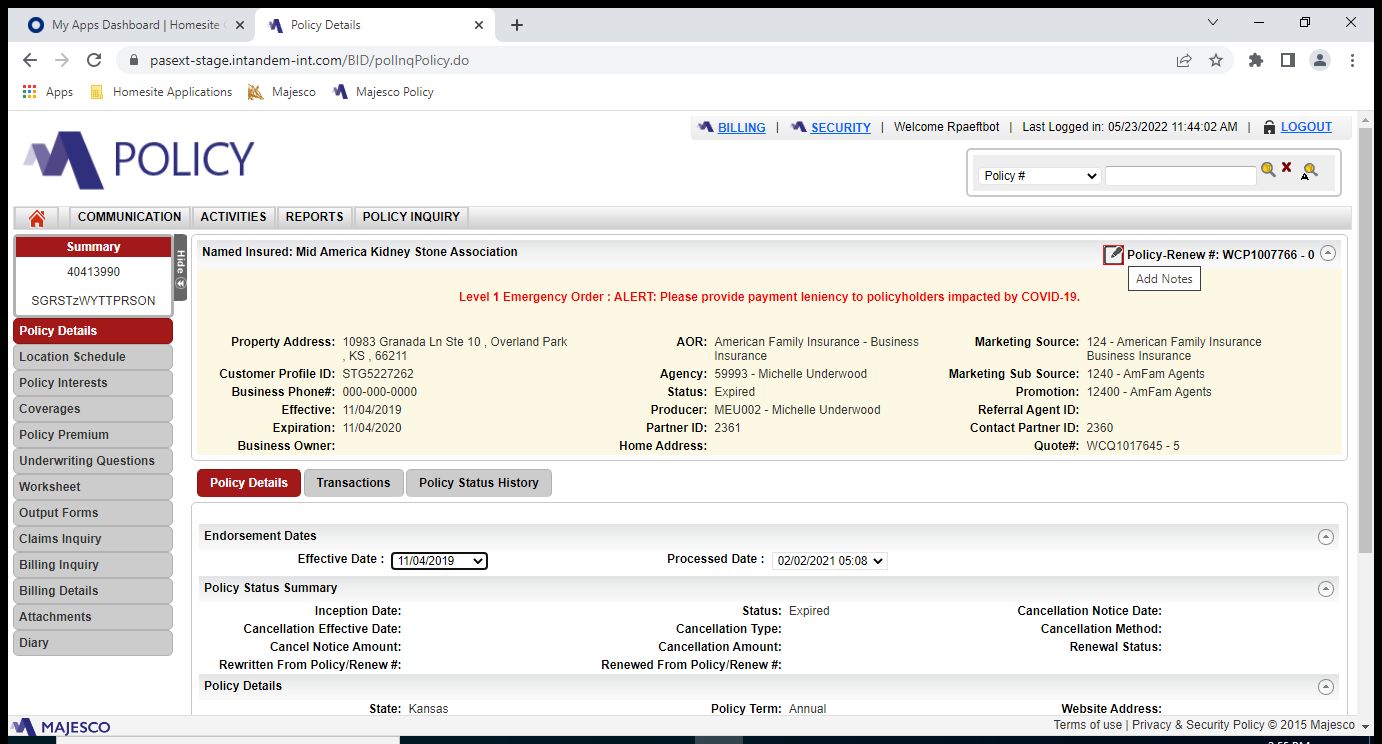 My Apps Dashboard | Homesite
Policy Details
pasext-stage.intandem-int.com/BID/polInqPolicy.do
Apps
Homesite Applications
Majesco
Majesco Policy
POLICY
BILLING | SECURITY | Welcome Rpaeftbot | Last Logged in: 05/23/2022 11:44:02 AM | LOGOUT
Policy #
COMMUNICATION ACTIVITIES REPORTS POLICY INQUIRY
Summary
40413990
SGRSTzWYTTPRSON
Hide
Policy Details
Location Schedule
Policy Interests
Coverages
Policy Premium
Underwriting Questions
Worksheet
Output Forms
Claims Inquiry
Billing Inquiry
Billing Details
Attachments
Diary
Named Insured: Mid America Kidney Stone Association
Policy-Renew #: WCP1007766 - 0
Add Notes
Level 1 Emergency Order : ALERT: Please provide payment leniency to policyholders impacted by COVID-19.
Property Address: 10983 Granada Ln Ste 10 , Overland Park
, KS , 66211
Customer Profile ID: STG5227262
Business Phone#: 000-000-0000
Effective: 11/04/2019
Expiration: 11/04/2020
Business Owner:
AOR: American Family Insurance - Business
Insurance
Agency: 59993 - Michelle Underwood
Status: Expired
Producer: MEU002 - Michelle Underwood
Partner ID: 2361
Home Address:
Marketing Source: 124 - American Family Insurance
Business Insurance
Marketing Sub Source: 1240 - AmFam Agents
Promotion: 12400 - AmFam Agents
Referral Agent ID:
Contact Partner ID: 2360
Quote#: WCQ1017645 - 5
Policy Details Transactions Policy Status History
Endorsement Dates
Effective Date : 11/04/2019 Processed Date : 02/02/2021 05:08
Policy Status Summary
Inception Date: Status: Expired Cancellation Notice Date:
Cancellation Effective Date: Cancellation Type: Cancellation Method:
Cancel Notice Amount: Cancellation Amount: Renewal Status:
Rewritten From Policy/Renew #: Renewed From Policy/Renew #:
Policy Details
State: Kansas Policy Term: Annual Website Address:
MAJESCO
Terms of use | Privacy & Security Policy © 2015 Majesco